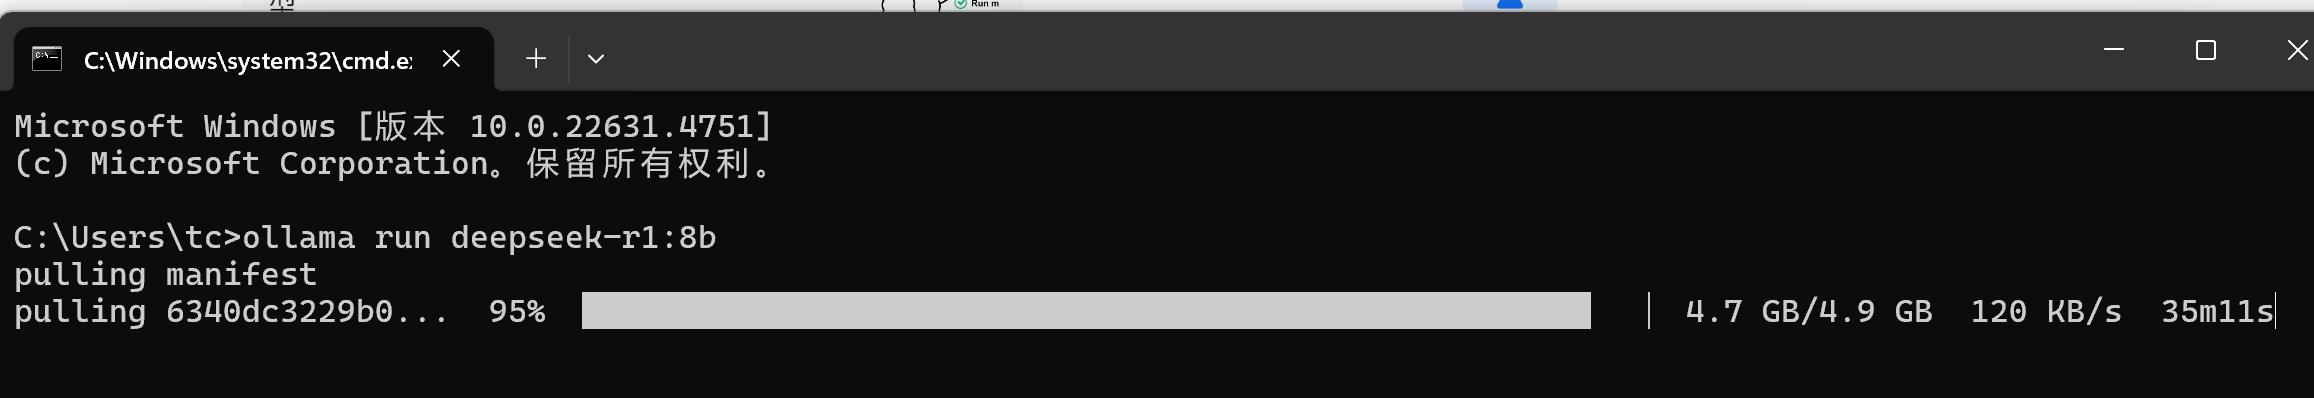 型
Run m
C:\Windows\system32\cmd.e
Microsoft Windows [版本 10.0.22631.4751]
(c) Microsoft Corporation。保留所有权利。
C:\Users\tc>ollama run deepseek-r1:8b
pulling manifest
pulling 6340dc3229b0... 95% 4.7 GB/4.9 GB 120 KB/s 35m11s